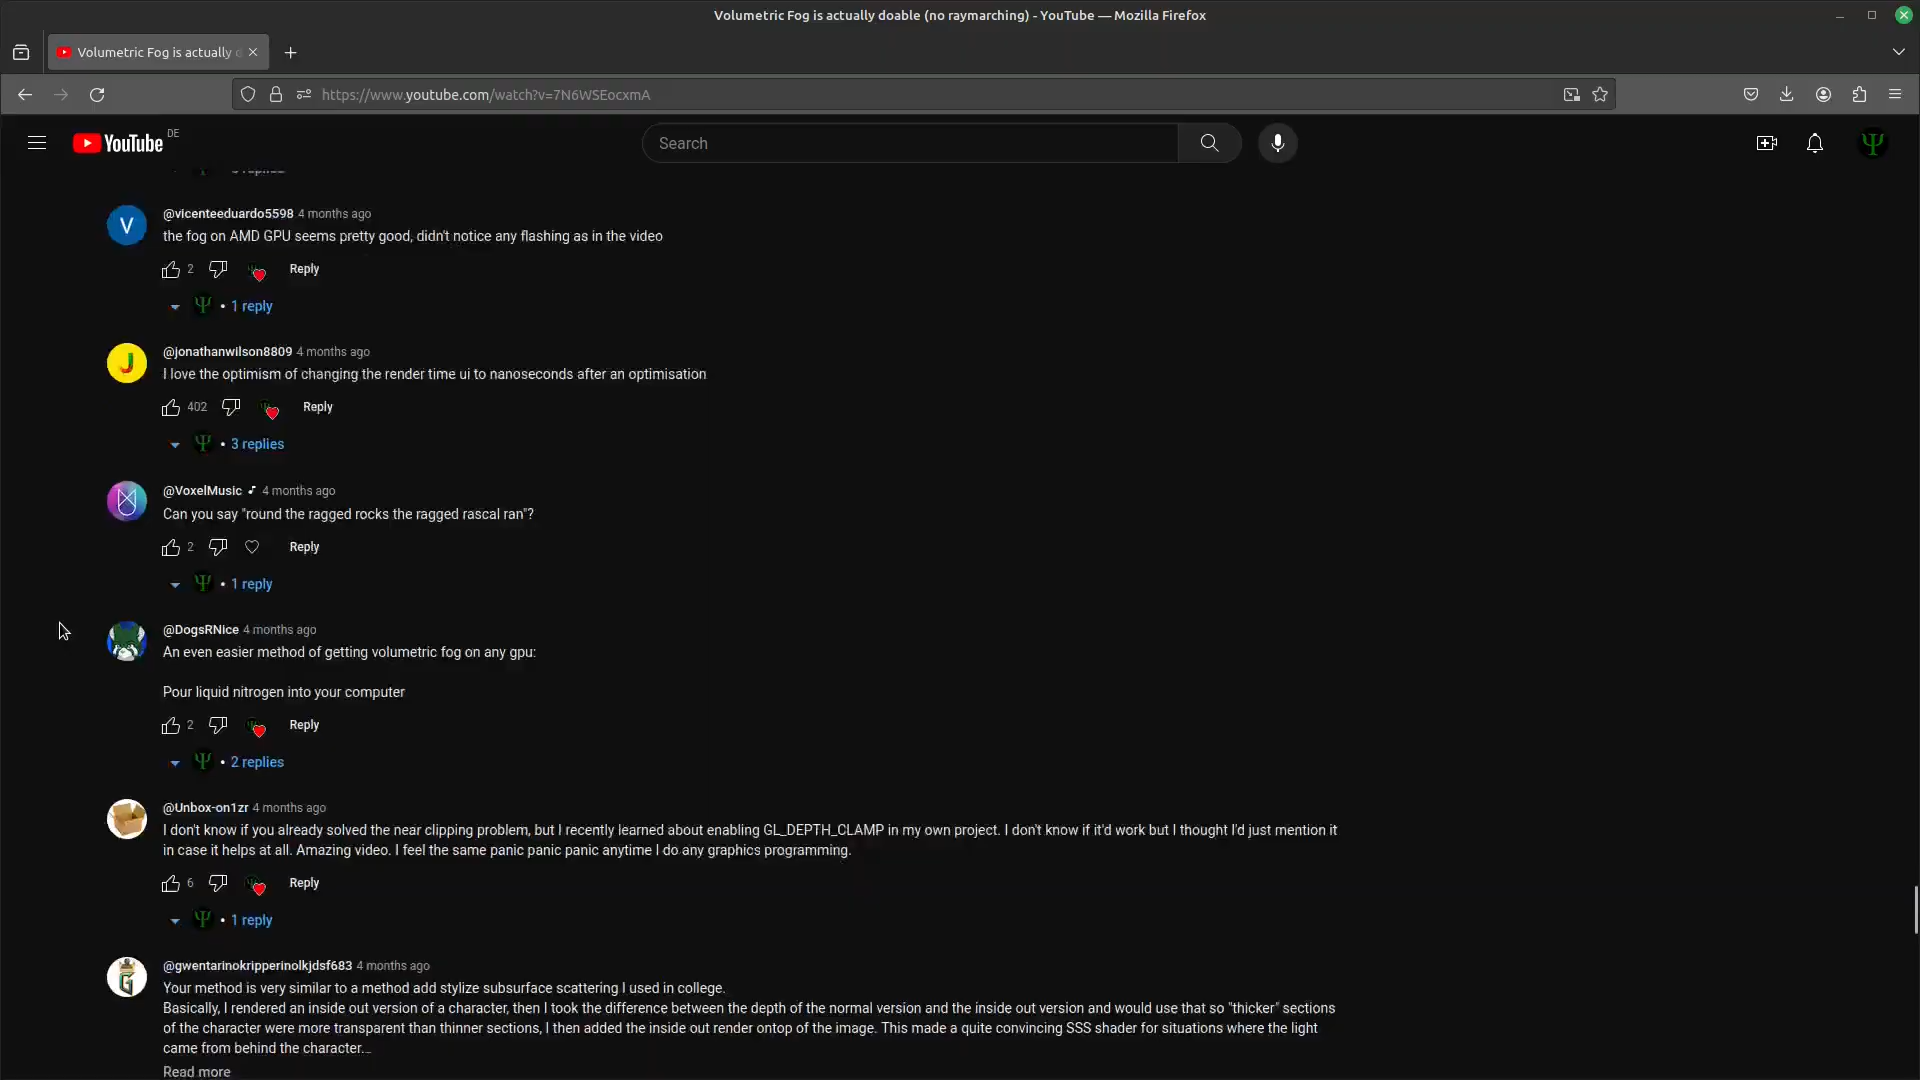 Volumetric Fog is actually doable (no raymarching) - YouTube — Mozilla Firefox
Volumetric Fog is actually d
https://www.youtube.com/watch?v=7N6WSEocxmA
YouTube DE
Search
@vicenteeduardo5598 4 months ago
the fog on AMD GPU seems pretty good, didn't notice any flashing as in the video
2 Reply
Ψ • 1 reply
@jonathanwilson8809 4 months ago
I love the optimism of changing the render time ui to nanoseconds after an optimisation
402 Reply
Ψ • 3 replies
@VoxelMusic 4 months ago
Can you say "round the ragged rocks the ragged rascal ran"?
2 Reply
Ψ • 1 reply
@DogsRNice 4 months ago
An even easier method of getting volumetric fog on any gpu:
Pour liquid nitrogen into your computer
2 Reply
Ψ • 2 replies
@Unbox-on1zr 4 months ago
I don't know if you already solved the near clipping problem, but I recently learned about enabling GL_DEPTH_CLAMP in my own project. I don't know if it'd work but I thought I'd just mention it
in case it helps at all. Amazing video. I feel the same panic panic panic anytime I do any graphics programming.
6 Reply
Ψ • 1 reply
@gwentarinokripperinolkjdsf683 4 months ago
Your method is very similar to a method add stylize subsurface scattering I used in college.
Basically, I rendered an inside out version of a character, then I took the difference between the depth of the normal version and the inside out version and would use that so "thicker" sections
of the character were more transparent than thinner sections, I then added the inside out render ontop of the image. This made a quite convincing SSS shader for situations where the light
came from behind the character...
Read more